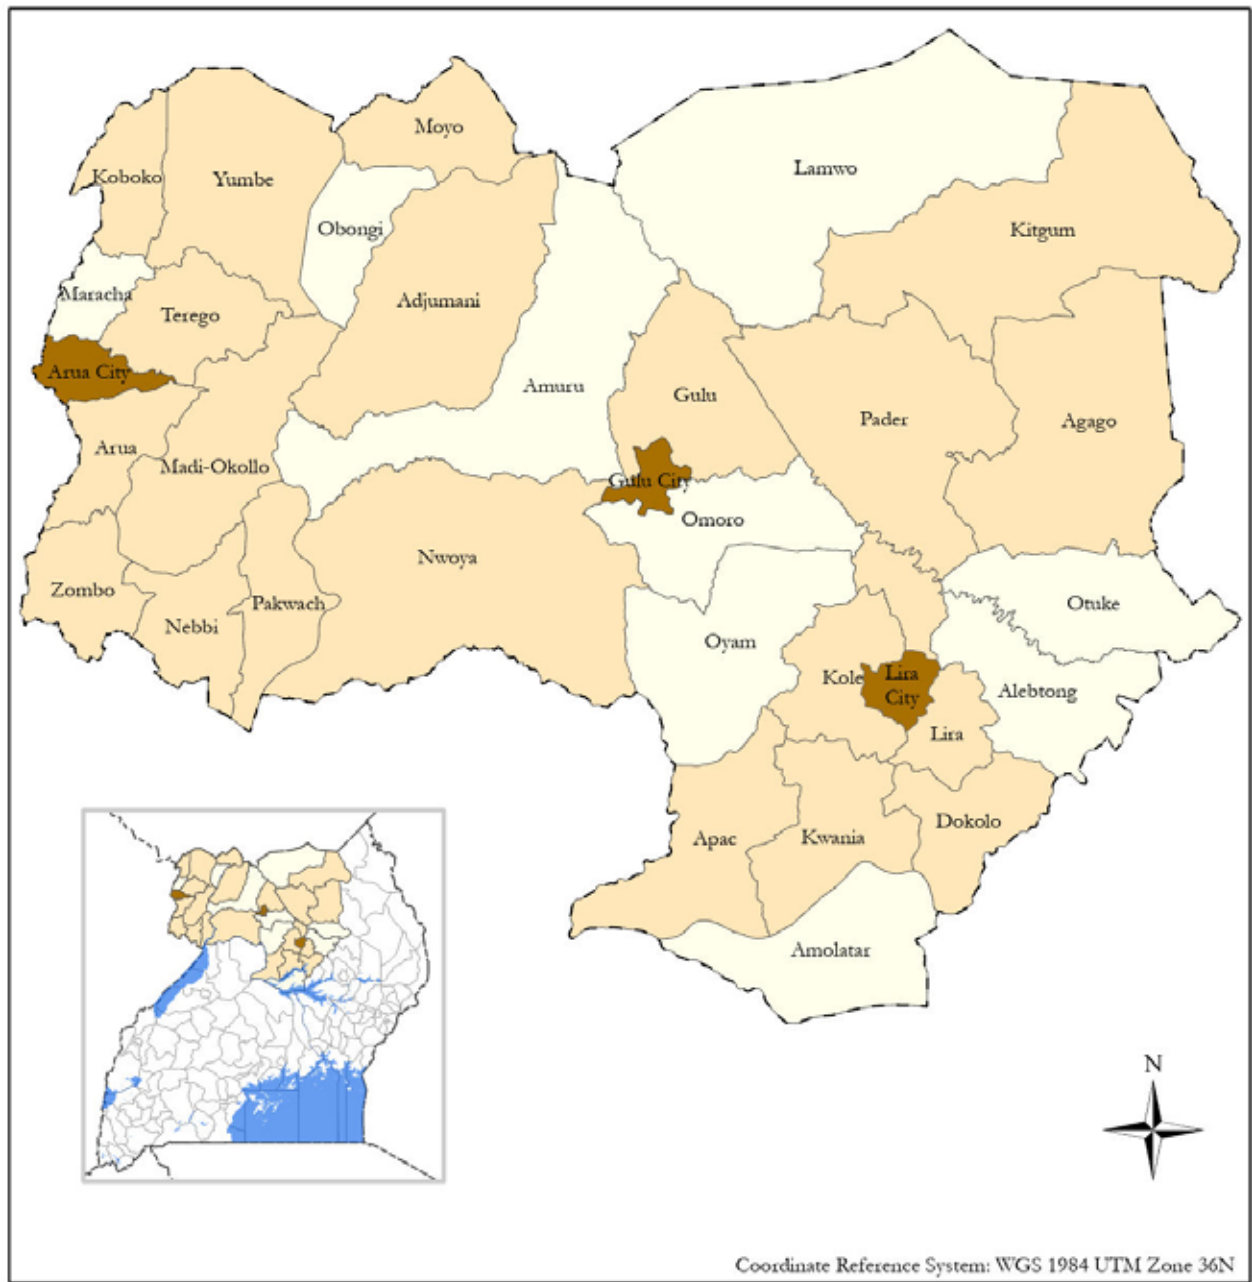 Moyo
Lamwo
Koboko
Yumbe
Obongi
Kitgum
Maracha
Terego
Adjumani
Arua City
Amuru
Gulu
Pader
Agago
Arua
Madi-Okollo
Gulu City
Omoro
Nwoya
Zombo
Pakwach
Nebbi
Otuke
Oyam
Kole
Lira
City
Alebtong
Lira
Apac
Kwania
Dokolo
Amolatar
N
Coordinate Reference System: WGS 1984 UTM Zone 36N